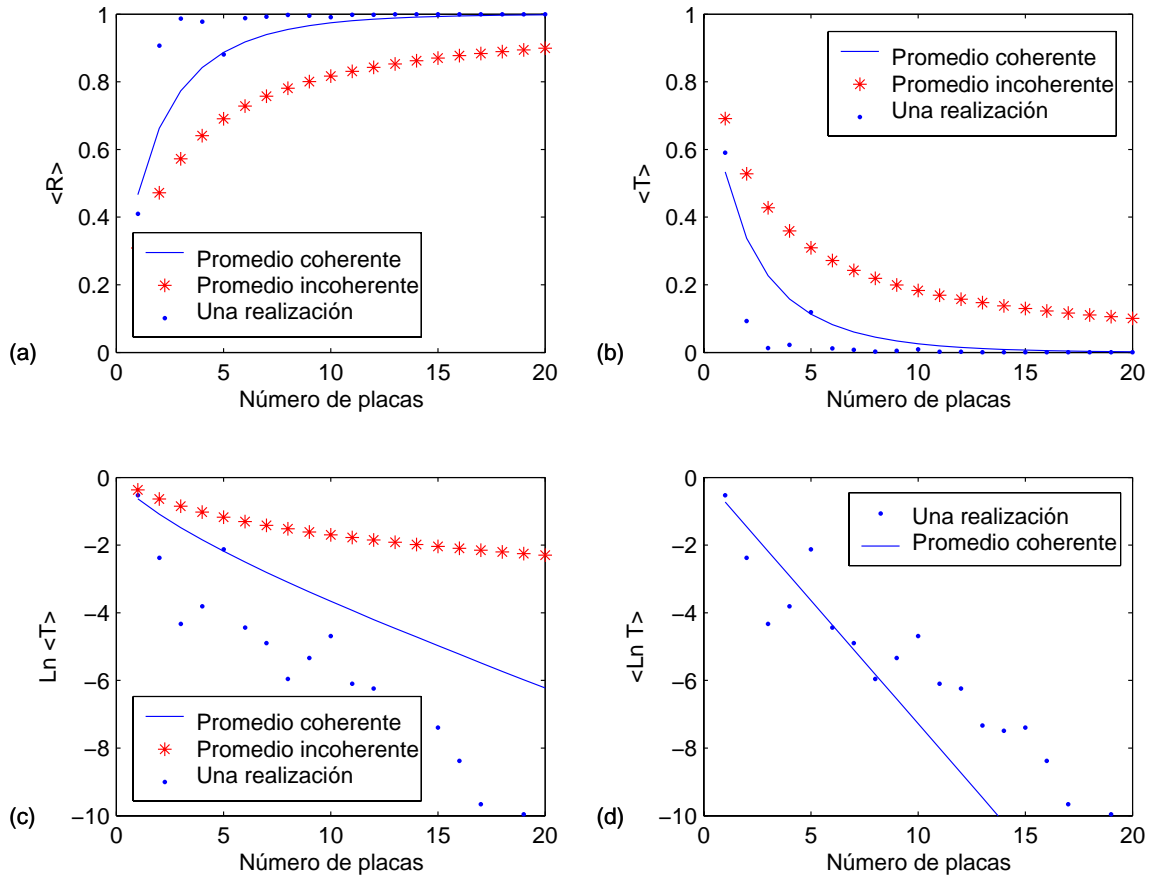 1
0.8
0.6
0.4
0.2
0
<R>
0
5
10
15
20
Número de placas
Promedio coherente
Promedio incoherente
Una realización
(a)
1
0.8
0.6
0.4
0.2
0
<T>
0
5
10
15
20
Número de placas
Promedio coherente
Promedio incoherente
Una realización
(b)
0
−2
−4
−6
−8
−10
Ln <T>
0
5
10
15
20
Número de placas
Promedio coherente
Promedio incoherente
Una realización
(c)
0
−2
−4
−6
−8
−10
<Ln T>
0
5
10
15
20
Número de placas
Una realización
Promedio coherente
(d)